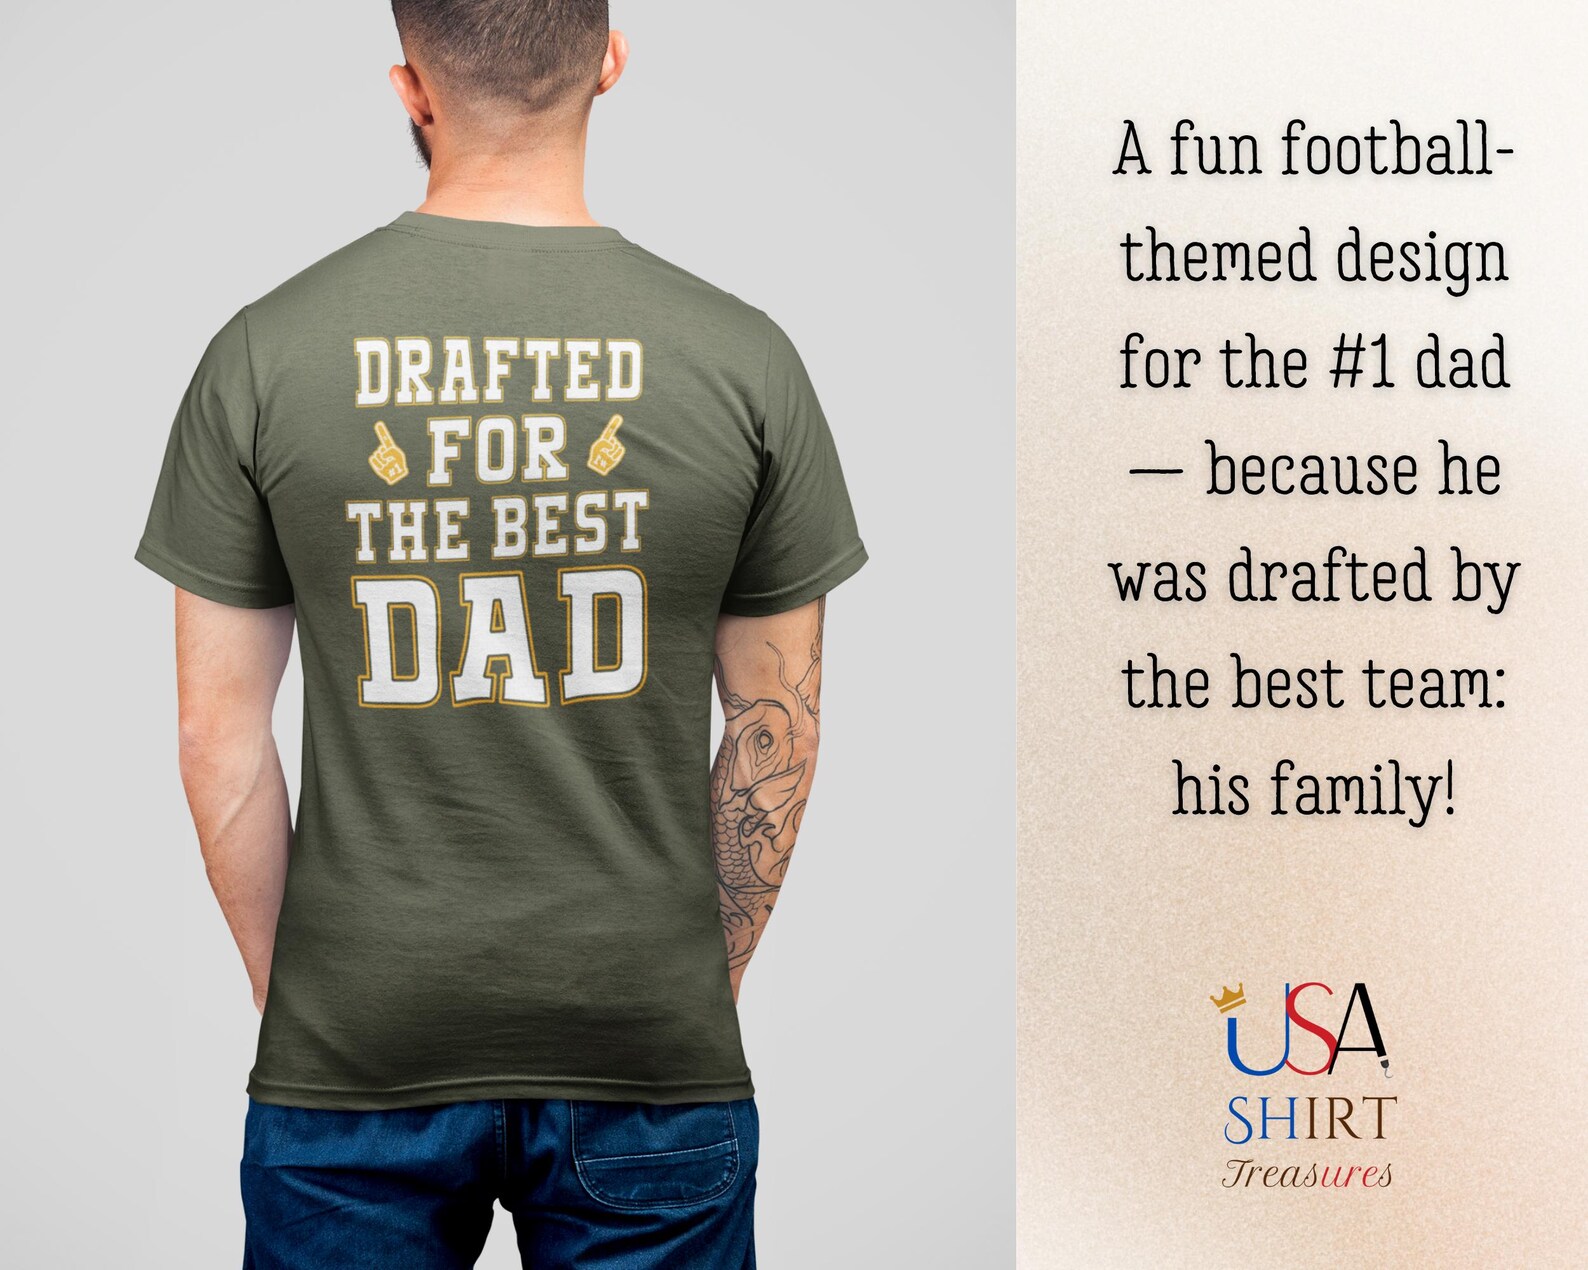 DRAFTED
FOR
#1
THE BEST
DAD
A fun football-
themed design
for the #1 dad
— because he
was drafted by
the best team:
his family!
USA
SHIRT
Treasures